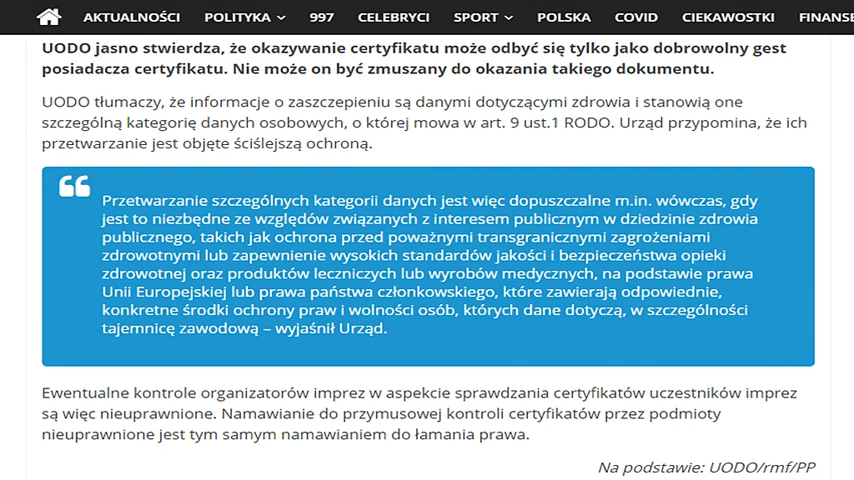 AKTUALNOŚCI POLITYKA 997 CELEBRYCI SPORT POLSKA COVID CIEKAWOSTKI FINANSE
UODO jasno stwierdza, że okazywanie certyfikatu może odbyć się tylko jako dobrowolny gest
posiadacza certyfikatu. Nie może on być zmuszany do okazania takiego dokumentu.
UODO tłumaczy, że informacje o zaszczepieniu są danymi dotyczącymi zdrowia i stanowią one
szczególną kategorię danych osobowych, o której mowa w art. 9 ust.1 RODO. Urząd przypomina, że ich
przetwarzanie jest objęte ściślejszą ochroną.
Przetwarzanie szczególnych kategorii danych jest więc dopuszczalne m.in. wówczas, gdy
jest to niezbędne ze względów związanych z interesem publicznym w dziedzinie zdrowia
publicznego, takich jak ochrona przed poważnymi transgranicznymi zagrożeniami
zdrowotnymi lub zapewnienie wysokich standardów jakości i bezpieczeństwa opieki
zdrowotnej oraz produktów leczniczych lub wyrobów medycznych, na podstawie prawa
Unii Europejskiej lub prawa państwa członkowskiego, które zawierają odpowiednie,
konkretne środki ochrony praw i wolności osób, których dane dotyczą, w szczególności
tajemnicę zawodową – wyjaśnił Urząd.
Ewentualne kontrole organizatorów imprez w aspekcie sprawdzania certyfikatów uczestników imprez
są więc nieuprawnione. Namawianie do przymusowej kontroli certyfikatów przez podmioty
nieuprawnione jest tym samym namawianiem do łamania prawa.
Na podstawie: UODO/rmf/PP